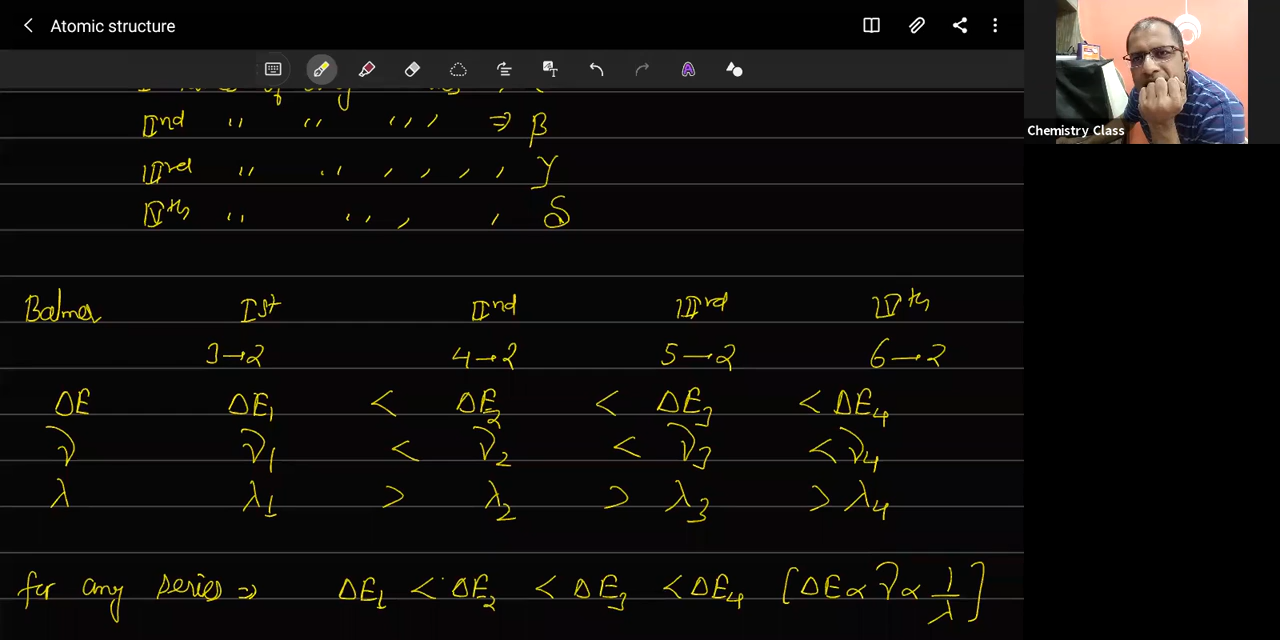 Atomic structure
Chemistry Class
IInd " " " , ⇒ β
IIIrd " " , , , , γ
IVth " " , , δ
Balmer Ist IInd IIIrd IVth
3→2 4→2 5→2 6→2
ΔE ΔE1 < ΔE2 < ΔE3 < ΔE4
ν ν1 < ν2 < ν3 < ν4
λ λ1 > λ2 > λ3 > λ4
for any series ⇒ ΔE1 < ΔE2 < ΔE3 < ΔE4 [ΔE ∝ ν ∝ 1/λ]